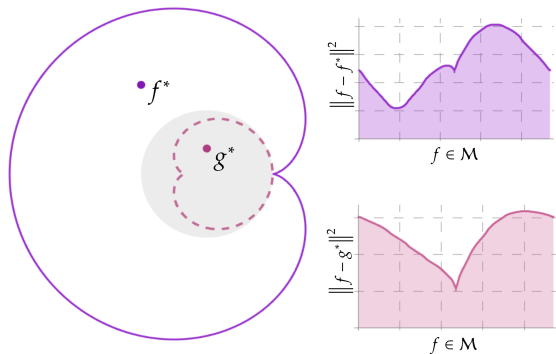 f*
g*
||f − f*||²
f ∈ M
||f − g*||²
f ∈ M